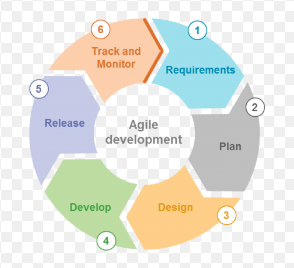 1
Requirements
2
Plan
3
Design
4
Develop
5
Release
6
Track and
Monitor
Agile
development